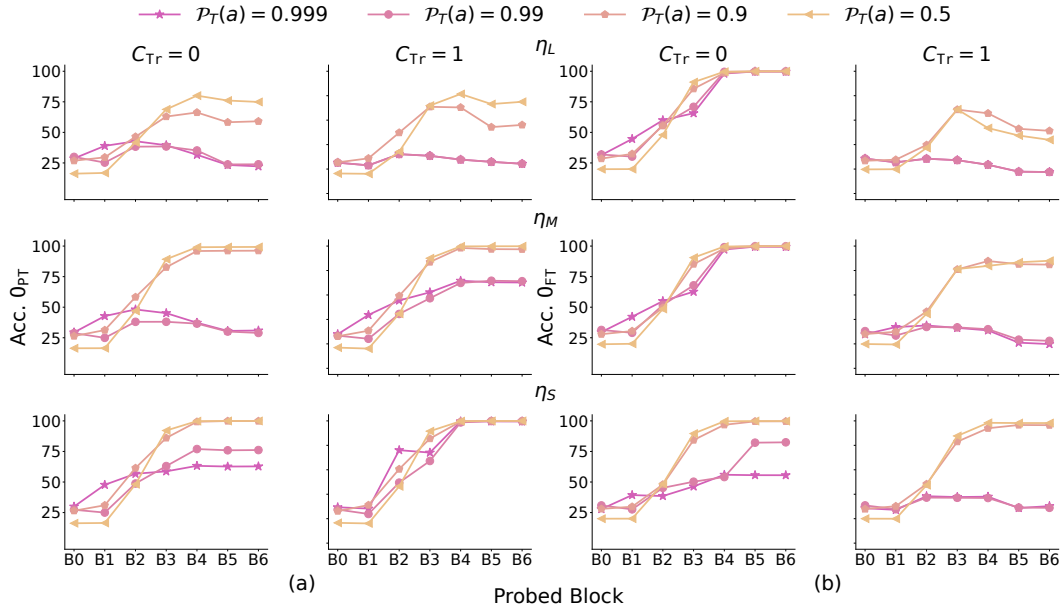 𝒫_T(a) = 0.999 𝒫_T(a) = 0.99 𝒫_T(a) = 0.9 𝒫_T(a) = 0.5
η_L
C_Tr = 0 C_Tr = 1 C_Tr = 0 C_Tr = 1
100
75
50
25
100
75
50
25
η_M
100
75
50
25
100
75
50
25
Acc. 0_PT
Acc. 0_FT
η_S
100
75
50
25
100
75
50
25
B0 B1 B2 B3 B4 B5 B6 B0 B1 B2 B3 B4 B5 B6 B0 B1 B2 B3 B4 B5 B6 B0 B1 B2 B3 B4 B5 B6
(a) (b)
Probed Block